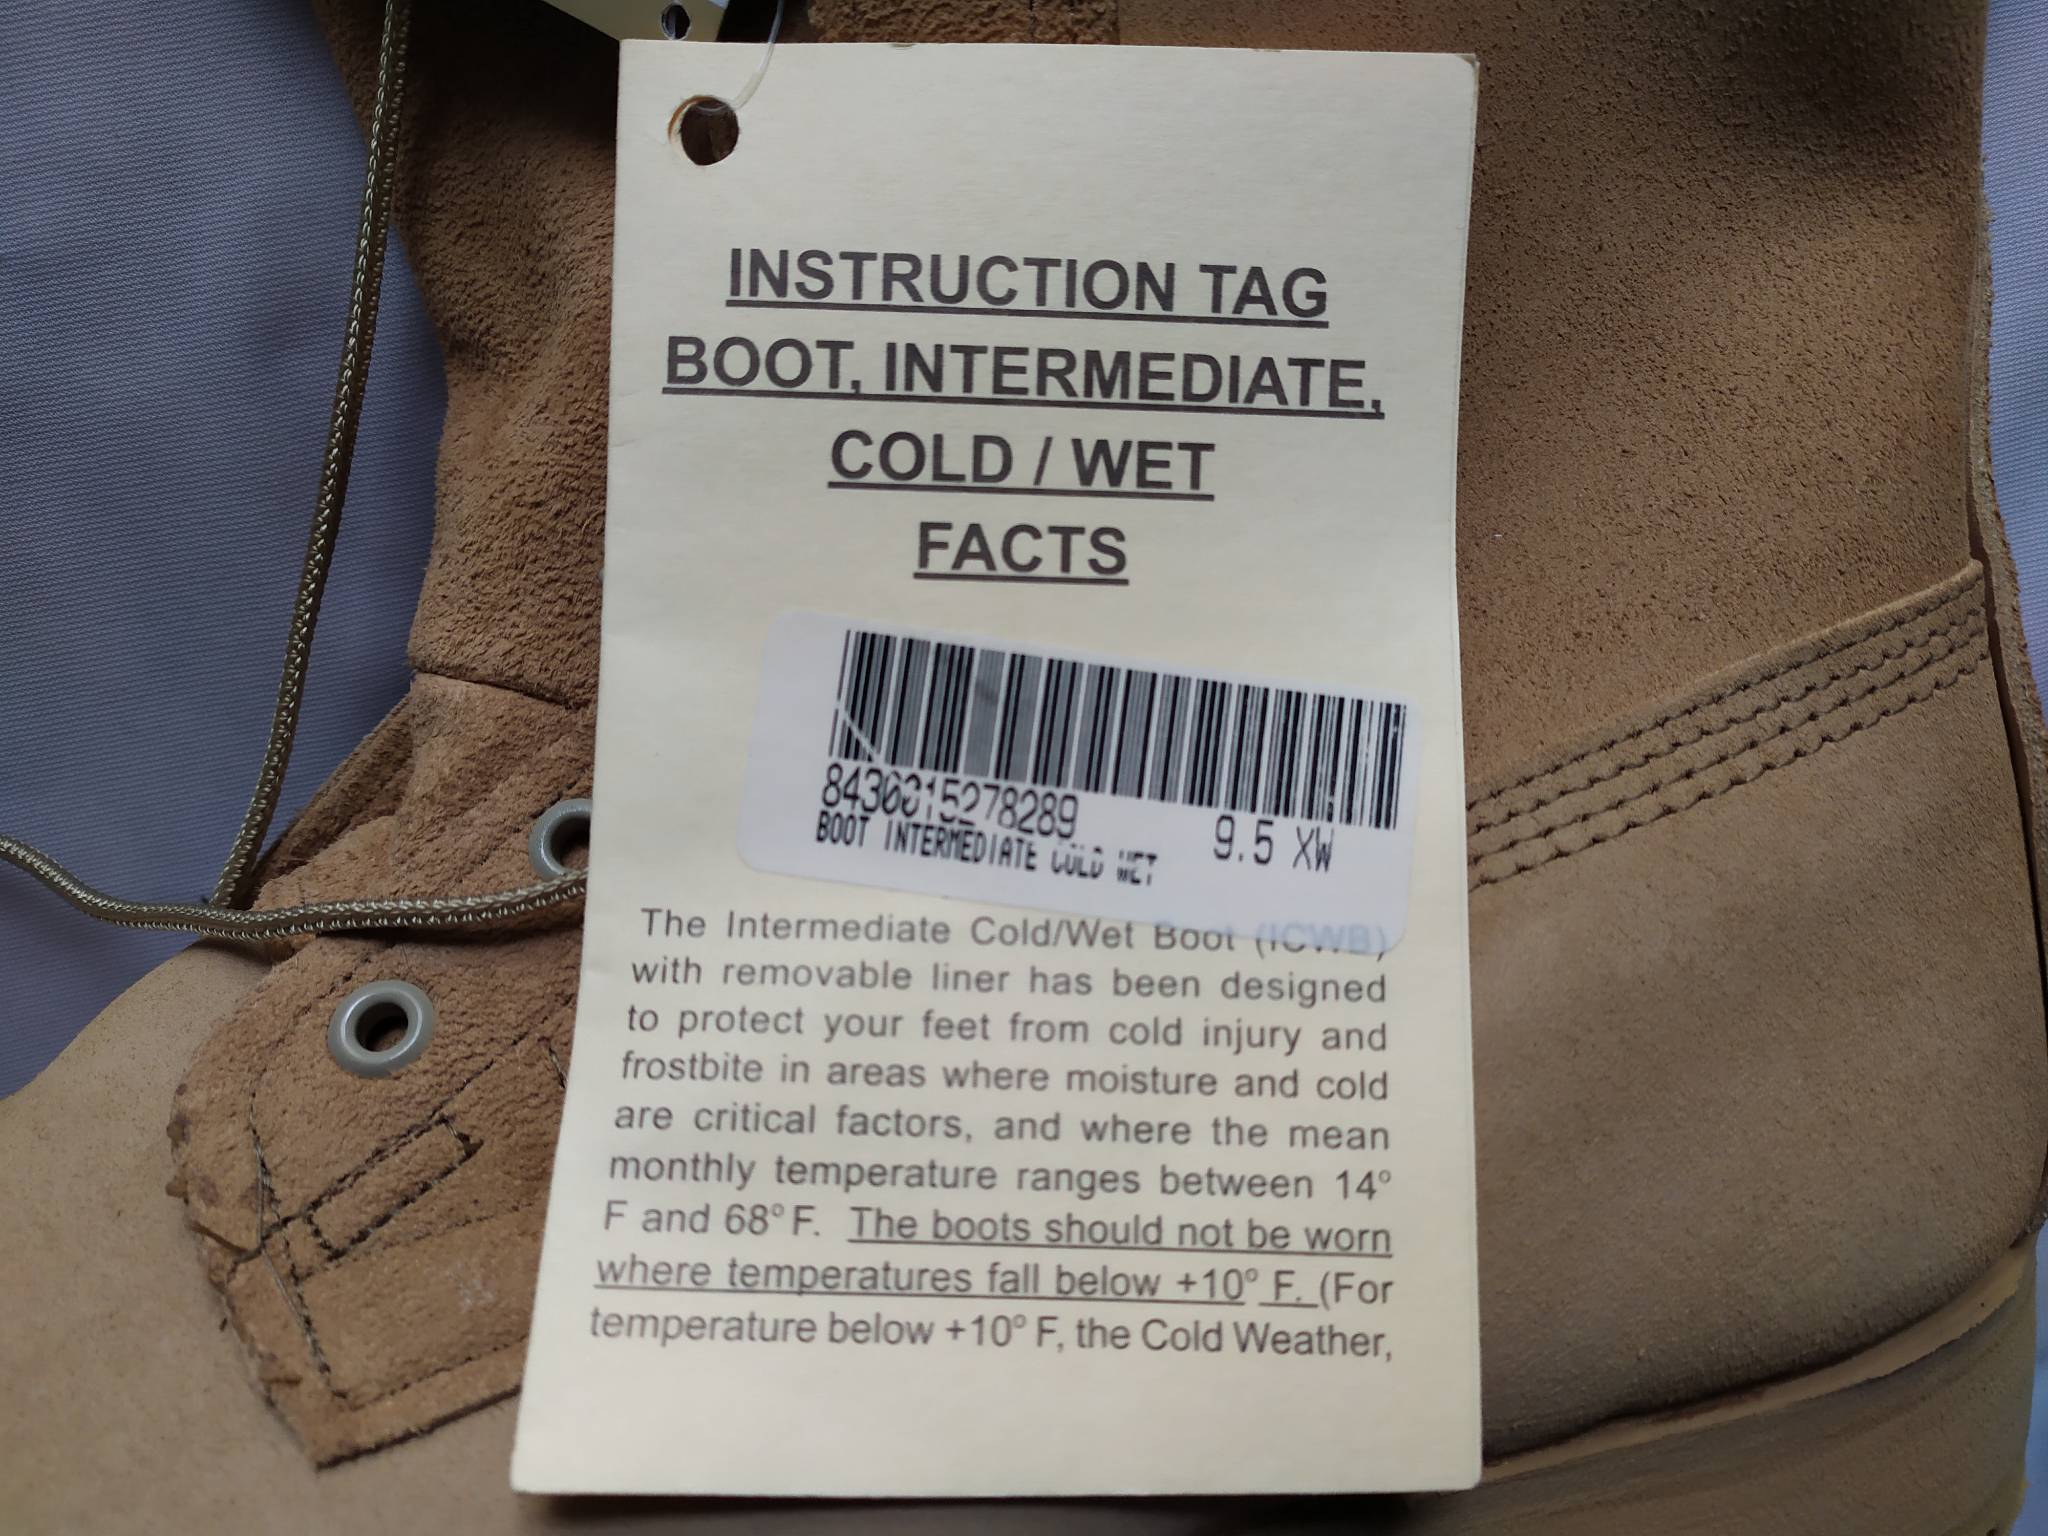 INSTRUCTION TAG
BOOT, INTERMEDIATE,
COLD / WET
FACTS
8430015278289
9.5 XW
BOOT INTERMEDIATE COLD WET
The Intermediate Cold/Wet Boot (ICWB)
with removable liner has been designed
to protect your feet from cold injury and
frostbite in areas where moisture and cold
are critical factors, and where the mean
monthly temperature ranges between 14°
F and 68° F. The boots should not be worn
where temperatures fall below +10° F. (For
temperature below +10° F, the Cold Weather,